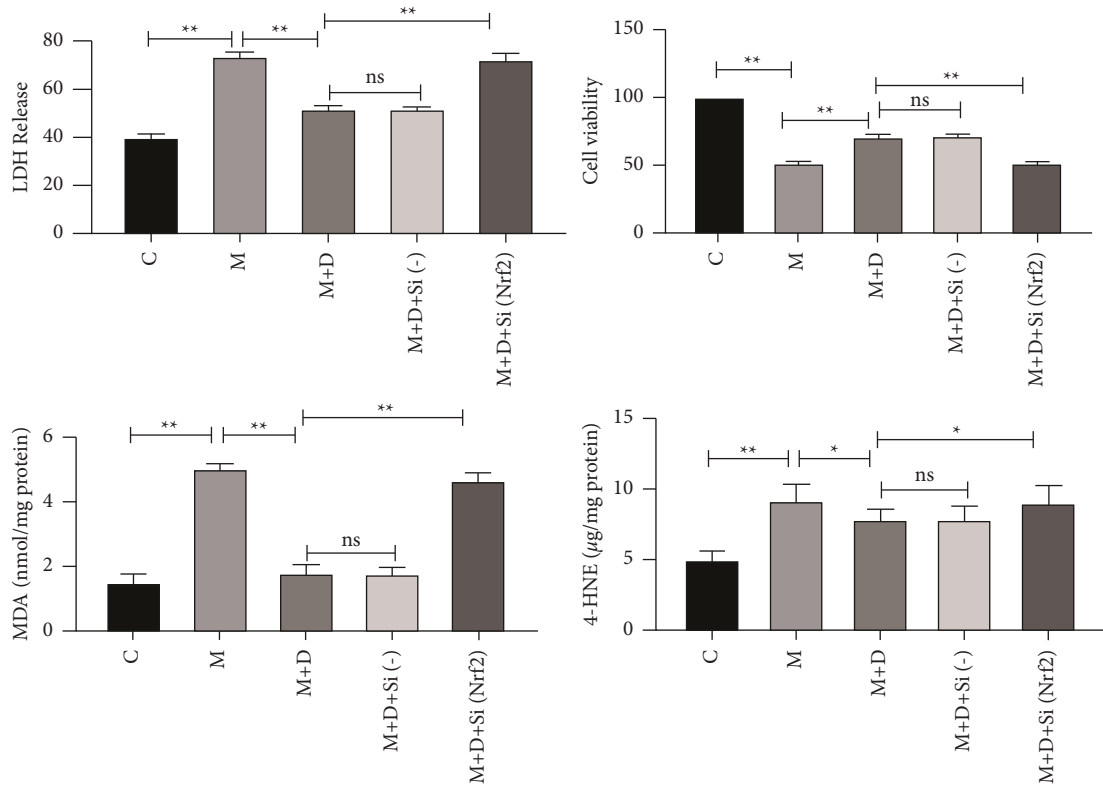 LDH Release
80
60
40
20
0
**
**
**
ns
C
M
M+D
M+D+Si (-)
M+D+Si (Nrf2)
Cell viability
150
100
50
0
**
**
**
ns
C
M
M+D
M+D+Si (-)
M+D+Si (Nrf2)
MDA (nmol/mg protein)
6
4
2
0
**
**
**
ns
C
M
M+D
M+D+Si (-)
M+D+Si (Nrf2)
4-HNE (µg/mg protein)
15
10
5
0
**
*
*
ns
C
M
M+D
M+D+Si (-)
M+D+Si (Nrf2)